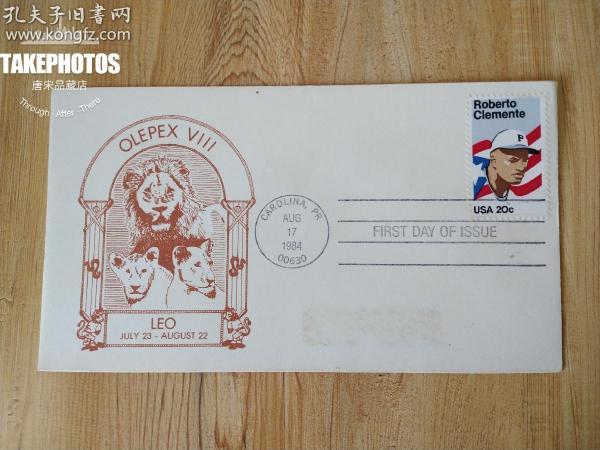 孔夫子旧书网
www.kongfz.com
TAKEPHOTOS
唐宋品藏店
Through · After · There
OLEPEX VIII
LEO
JULY 23 - AUGUST 22
CAROLINA, PR
AUG
17
1984
00630
FIRST DAY OF ISSUE
Roberto
Clemente
P
USA 20c